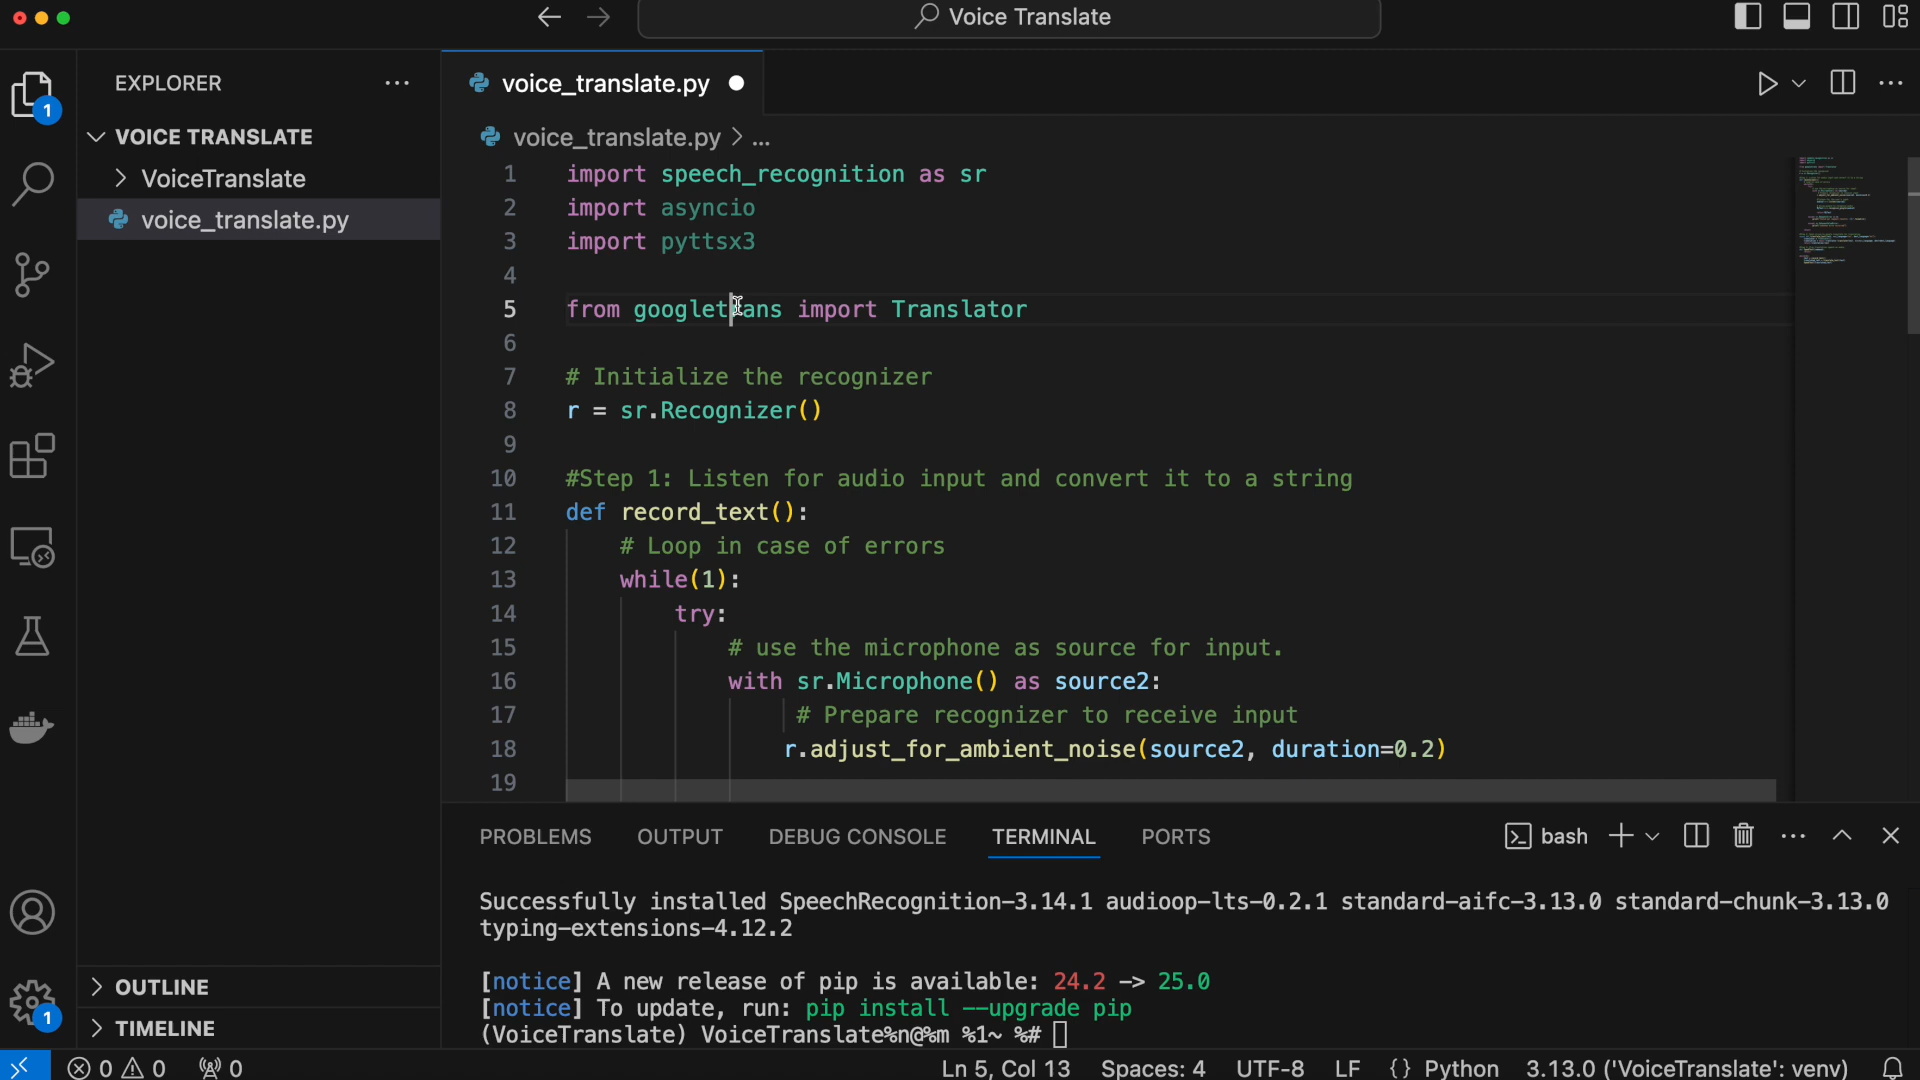 Voice Translate
EXPLORER
1
VOICE TRANSLATE
VoiceTranslate
voice_translate.py
OUTLINE
TIMELINE
1
voice_translate.py
voice_translate.py > ...
1 import speech_recognition as sr
2 import asyncio
3 import pyttsx3
4
5 from googletrans import Translator
6
7 # Initialize the recognizer
8 r = sr.Recognizer()
9
10 #Step 1: Listen for audio input and convert it to a string
11 def record_text():
12 # Loop in case of errors
13 while(1):
14 try:
15 # use the microphone as source for input.
16 with sr.Microphone() as source2:
17 # Prepare recognizer to receive input
18 r.adjust_for_ambient_noise(source2, duration=0.2)
19
PROBLEMS OUTPUT DEBUG CONSOLE TERMINAL PORTS bash
Successfully installed SpeechRecognition-3.14.1 audioop-lts-0.2.1 standard-aifc-3.13.0 standard-chunk-3.13.0
typing-extensions-4.12.2
[notice] A new release of pip is available: 24.2 -> 25.0
[notice] To update, run: pip install --upgrade pip
(VoiceTranslate) VoiceTranslate%n@%m %1~ %#
0 0 0 Ln 5, Col 13 Spaces: 4 UTF-8 LF {} Python 3.13.0 ('VoiceTranslate': venv)